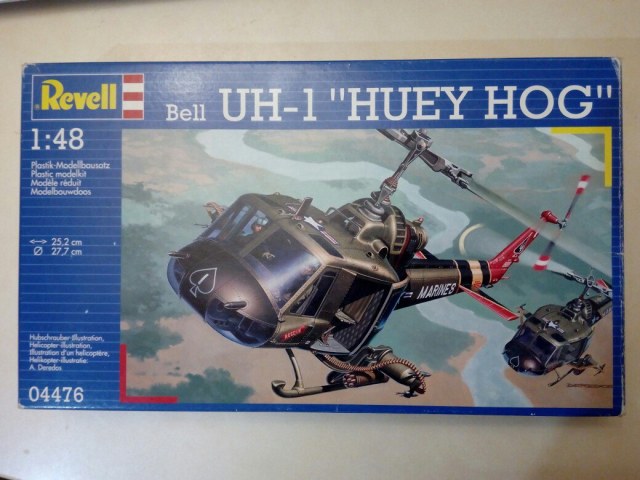 Revell
Bell UH-1 "HUEY HOG"
1:48
Plastik-Modellbausatz
Plastic modelkit
Modèle réduit
Modelbouwdoos
25,2 cm
Ø 27,7 cm
MARINES
Hubschrauber-Illustration,
Helicopter illustration,
Illustration d'un hélicoptère,
Helikopter-illustratie:
04476